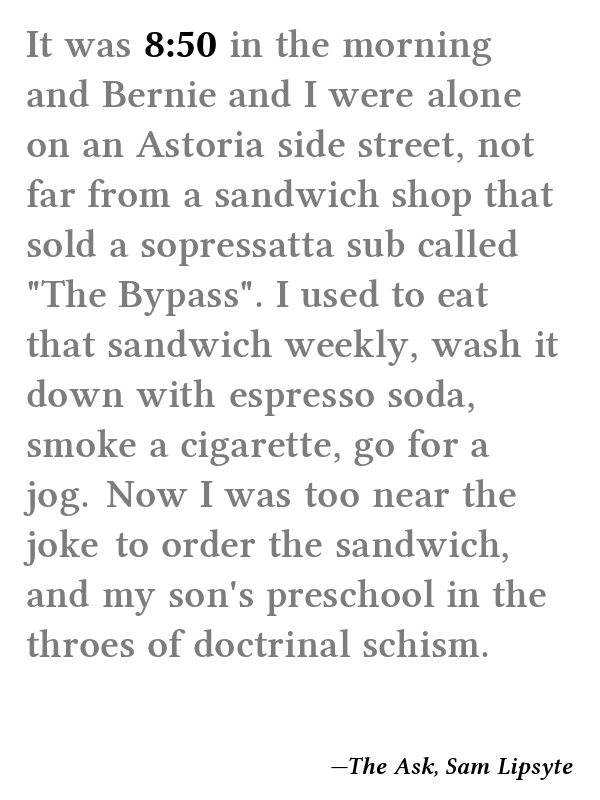 It was 8:50 in the morning
and Bernie and I were alone
on an Astoria side street, not
far from a sandwich shop that
sold a sopressatta sub called
"The Bypass". I used to eat
that sandwich weekly, wash it
down with espresso soda,
smoke a cigarette, go for a
jog. Now I was too near the
joke to order the sandwich,
and my son's preschool in the
throes of doctrinal schism.
—The Ask, Sam Lipsyte